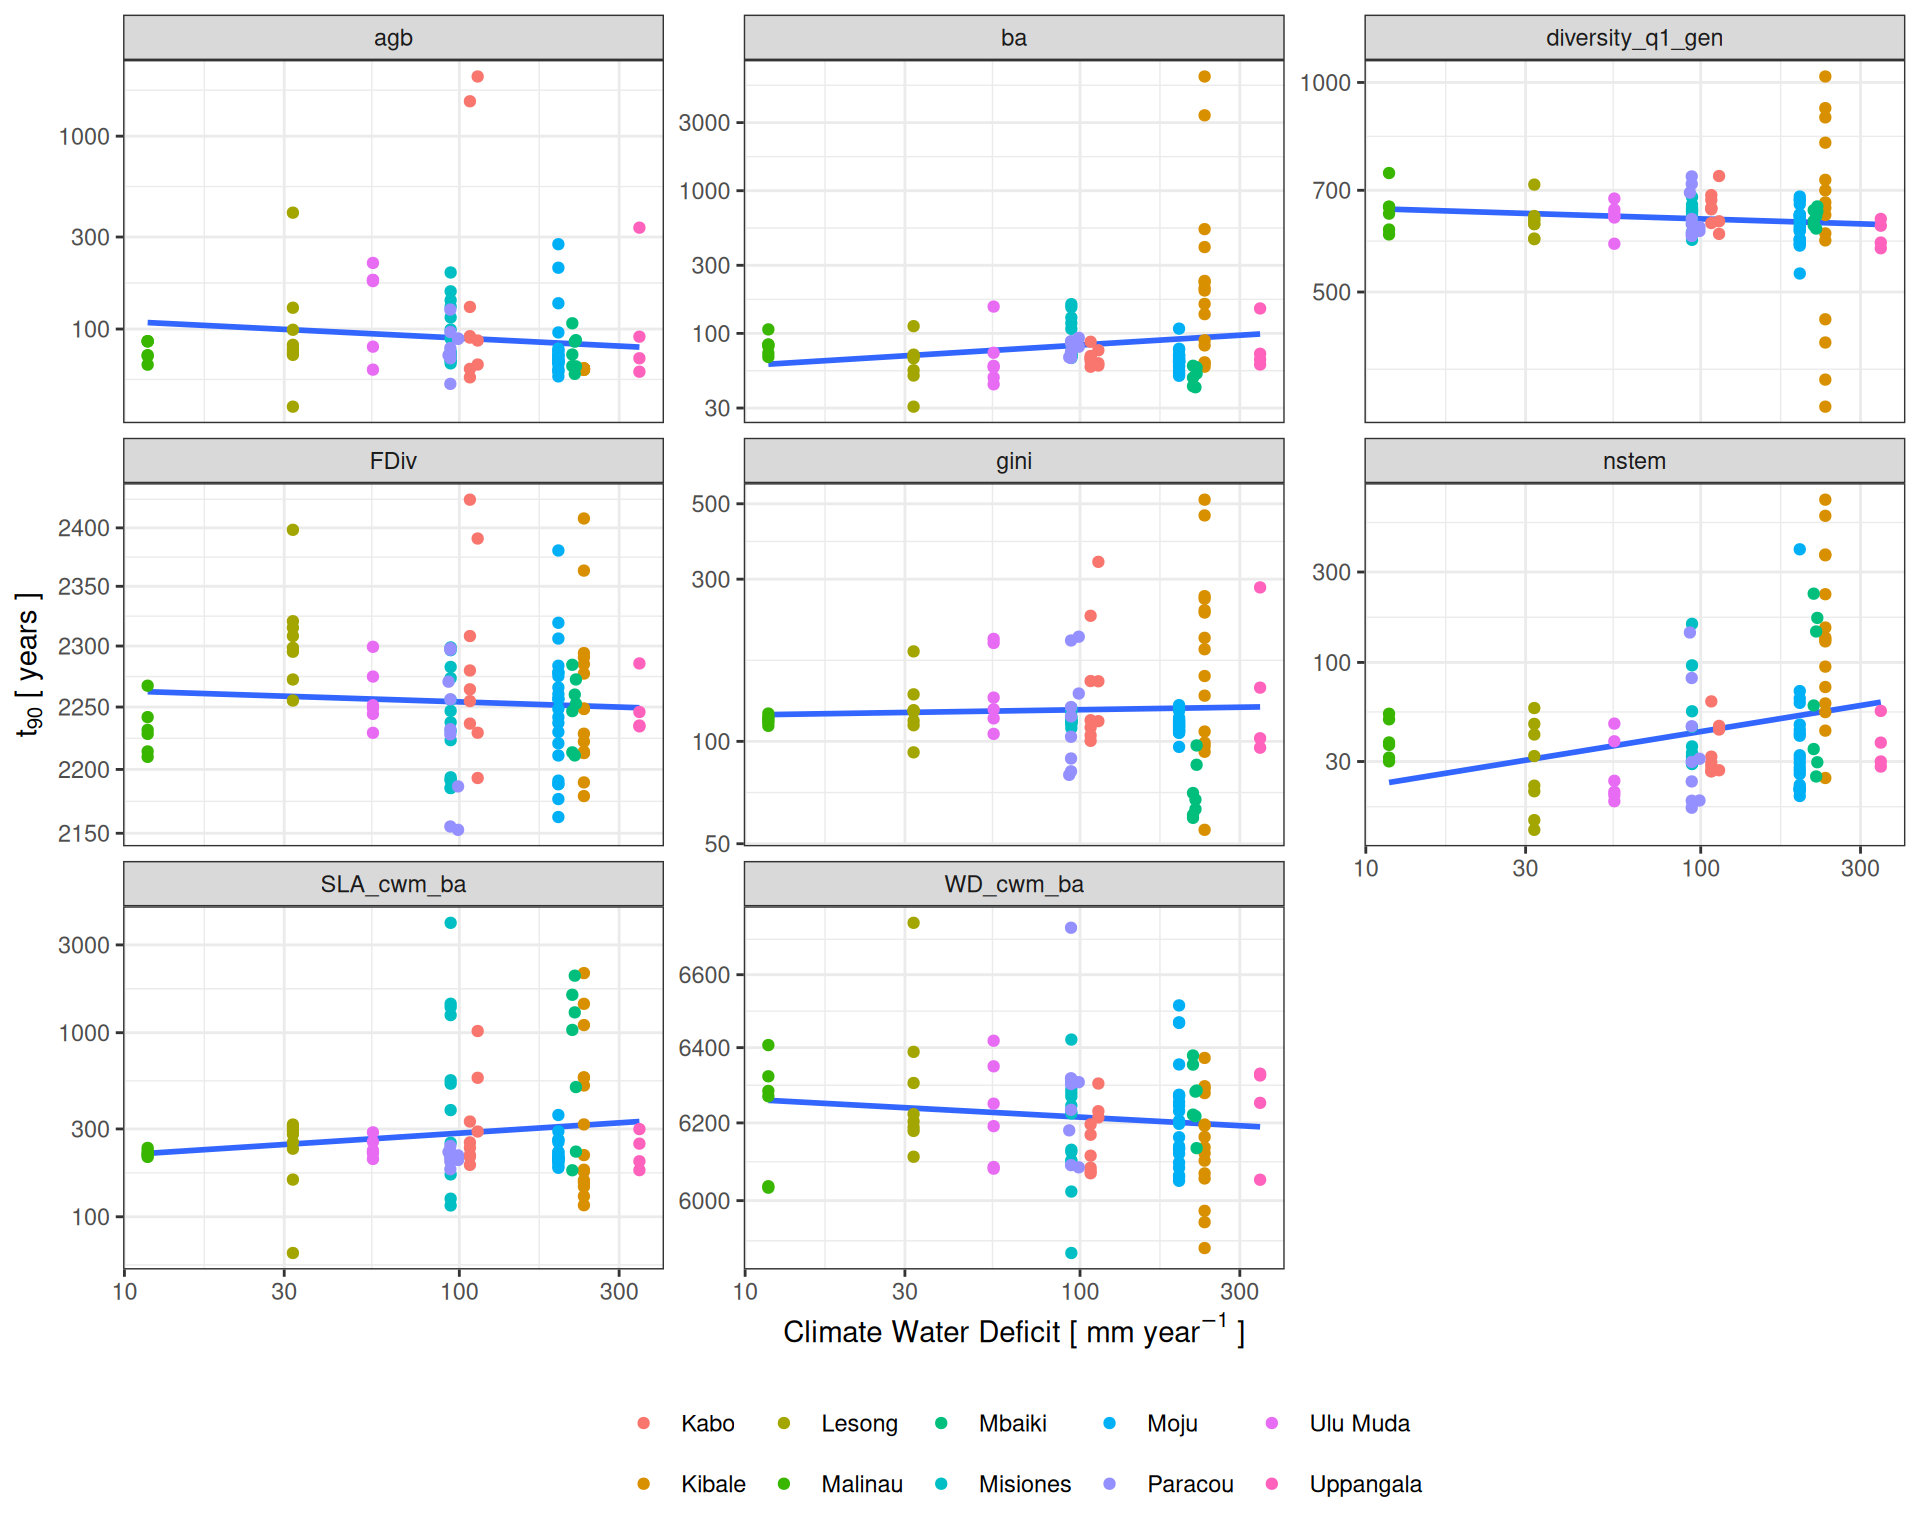 agb
ba
diversity_q1_gen
1000
300
100
3000
1000
300
100
30
1000
700
500
FDiv
gini
nstem
t90 [ years ]
2400
2350
2300
2250
2200
2150
500
300
100
50
300
100
30
10 30 100 300
SLA_cwm_ba
WD_cwm_ba
3000
1000
300
100
6600
6400
6200
6000
10 30 100 300
10 30 100 300
Climate Water Deficit [ mm year−1 ]
Kabo Lesong Mbaiki Moju Ulu Muda
Kibale Malinau Misiones Paracou Uppangala